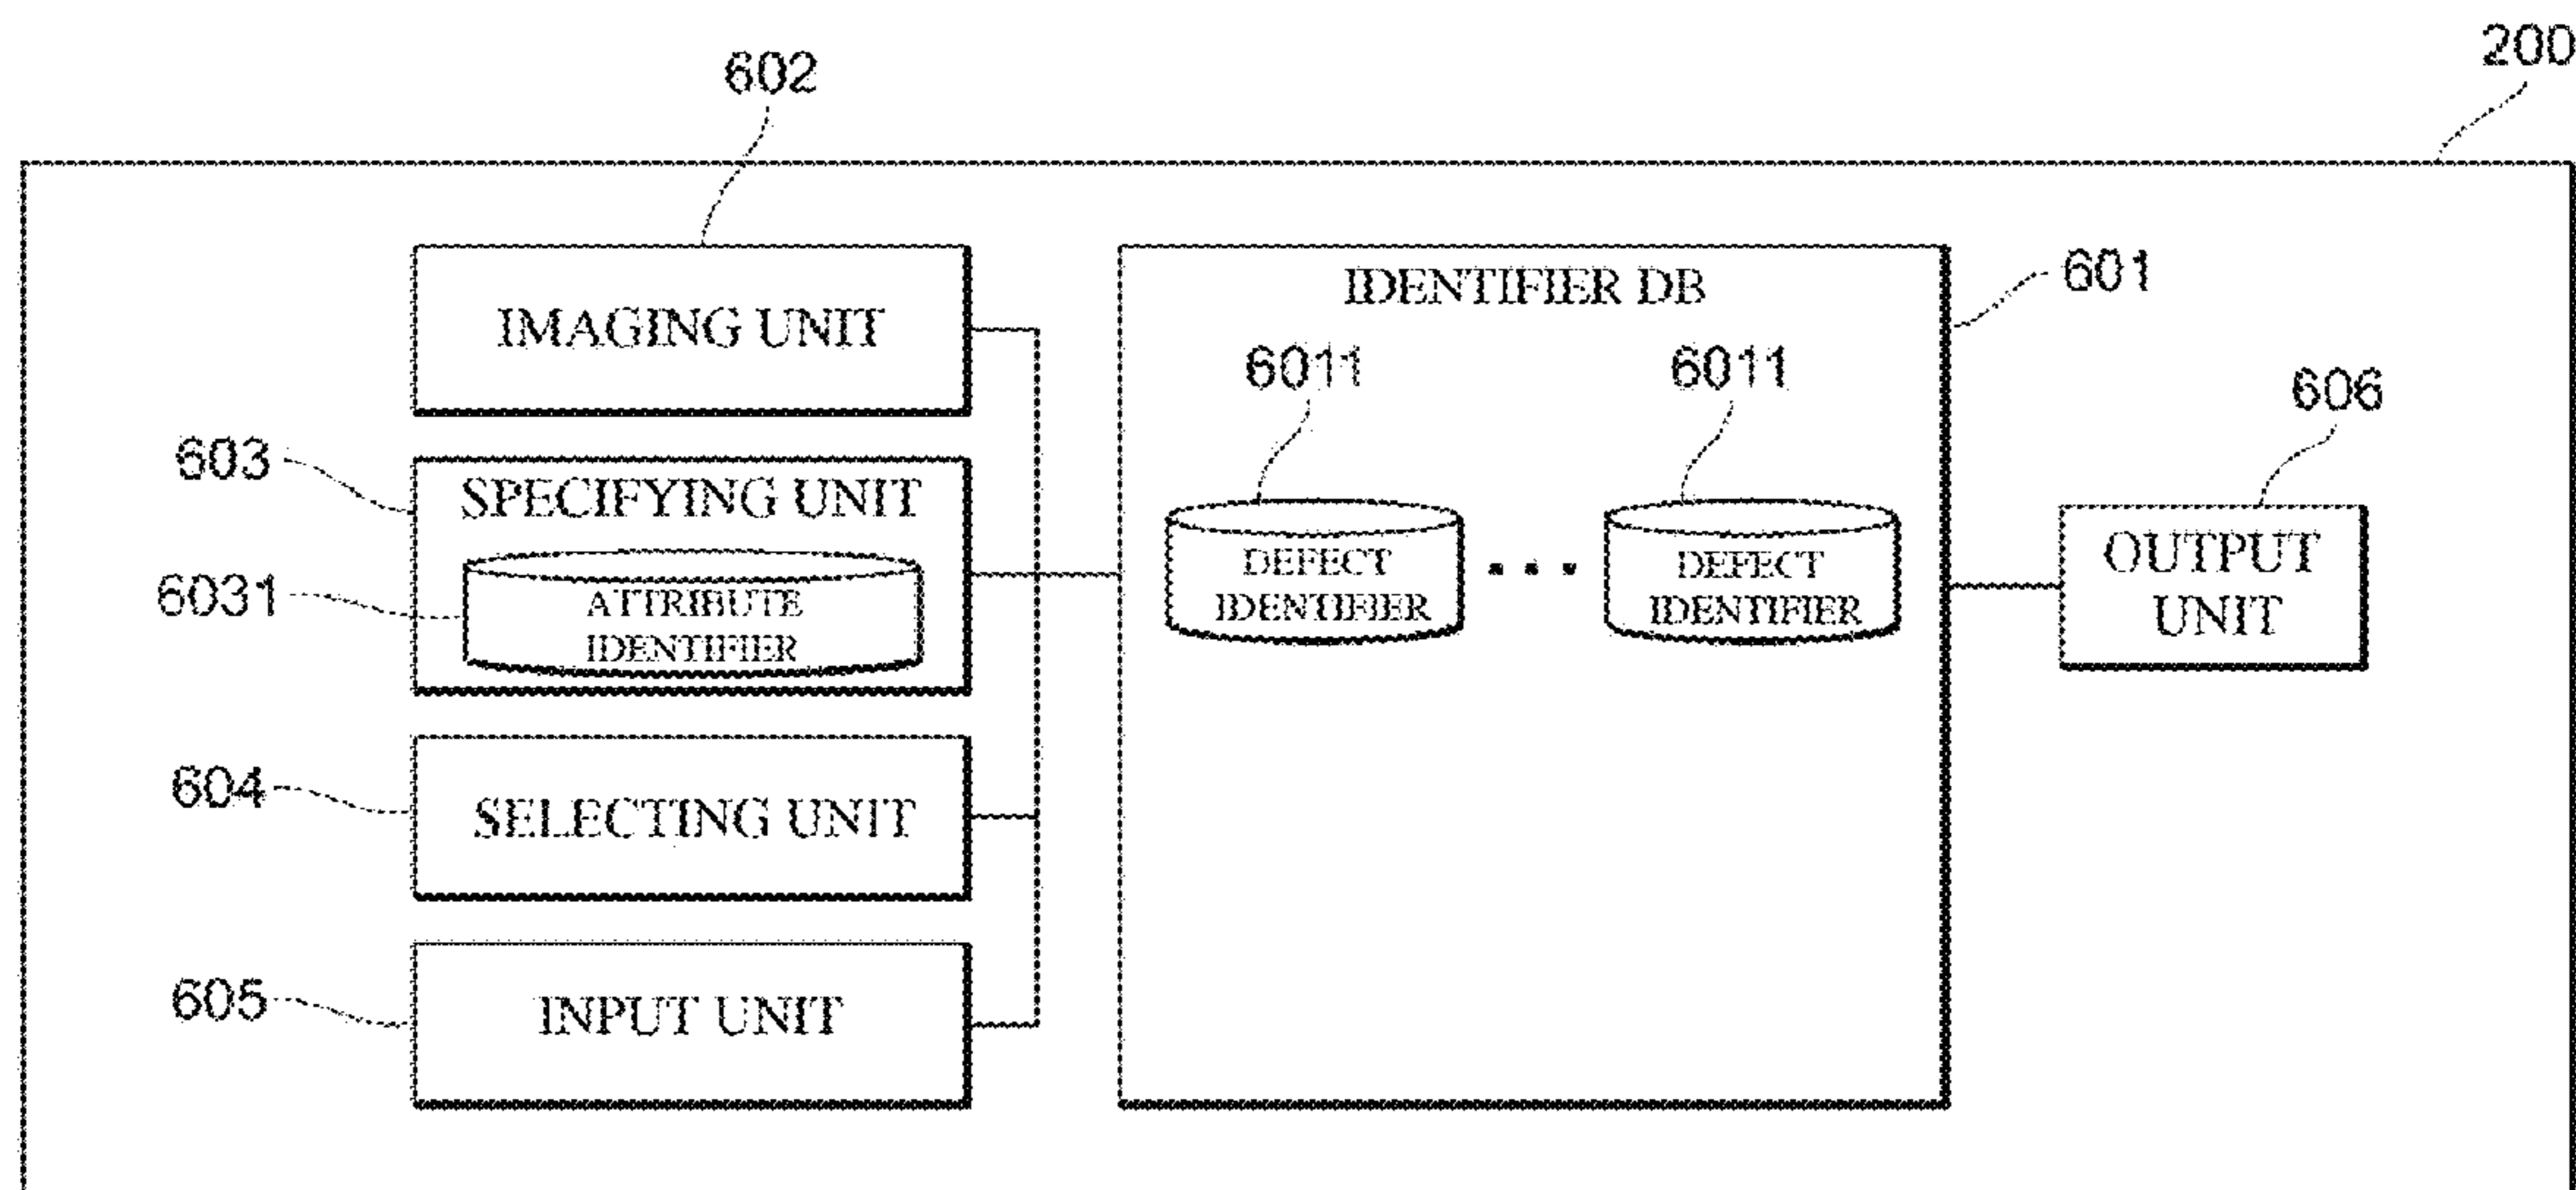 200
602
IMAGING UNIT
IDENTIFIER DB
601
6011
6011
606
603
SPECIFYING UNIT
6031
ATTRIBUTE
IDENTIFIER
DEFECT
IDENTIFIER
...
DEFECT
IDENTIFIER
OUTPUT
UNIT
604
SELECTING UNIT
605
INPUT UNIT